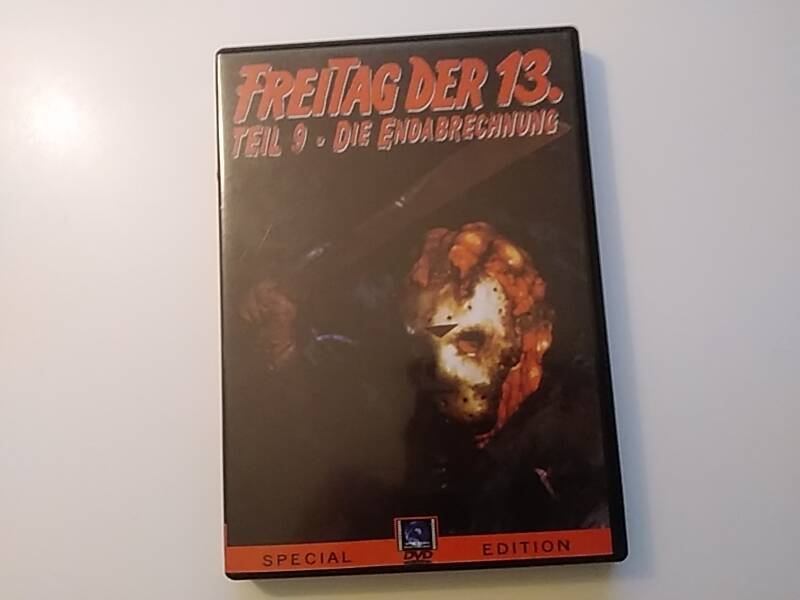 FREITAG DER 13.
TEIL 9 • DIE ENDABRECHNUNG
SPECIAL DVD EDITION